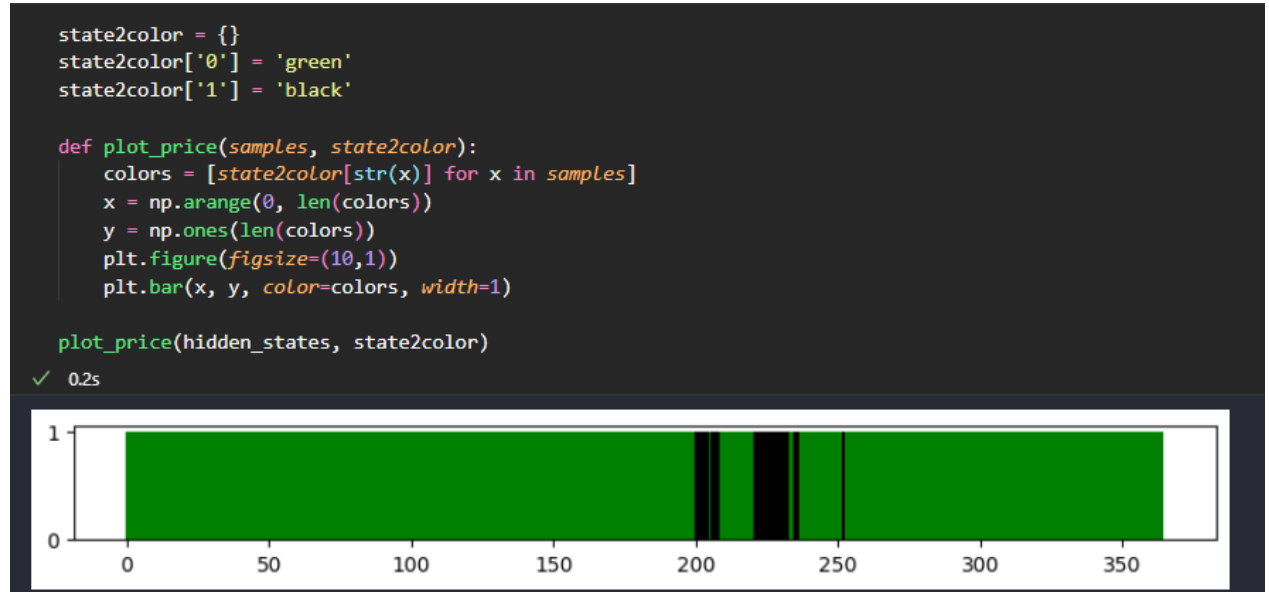 state2color = {}
state2color['0'] = 'green'
state2color['1'] = 'black'
def plot_price(samples, state2color):
    colors = [state2color[str(x)] for x in samples]
    x = np.arange(0, len(colors))
    y = np.ones(len(colors))
    plt.figure(figsize=(10,1))
    plt.bar(x, y, color=colors, width=1)
plot_price(hidden_states, state2color)
✓ 0.2s
1
0
0 50 100 150 200 250 300 350